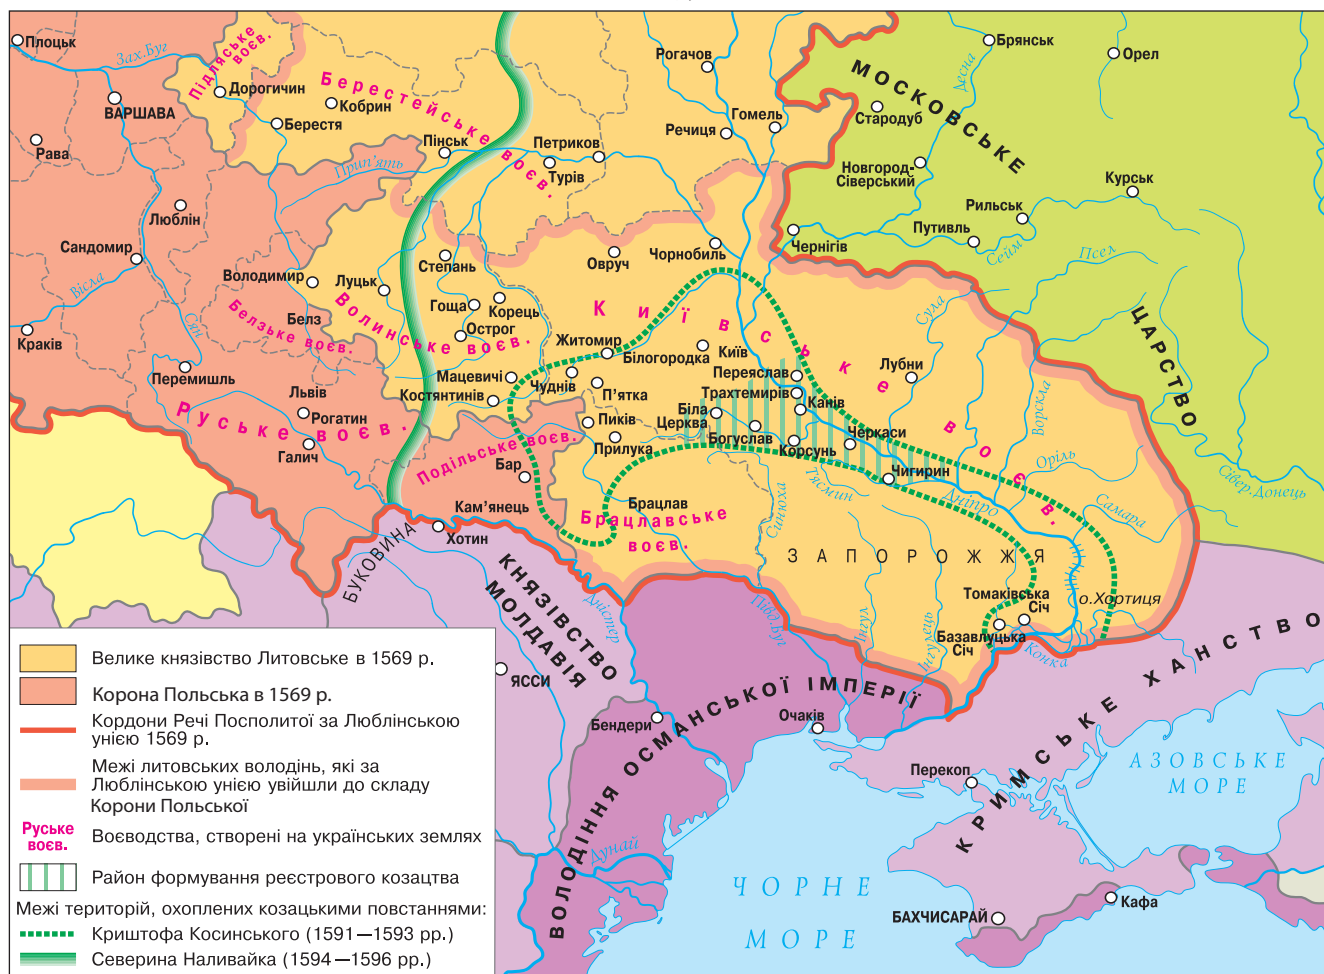 Плоцьк
Зах.Буг
Підляське
воєв.
Дорогичин
ВАРШАВА
Кобрин
Берестейське воєв.
Берестя
Рава
Пінськ
Прип'ять
Петриков
Турів
Рогачов
Гомель
Речиця
Брянськ
Орел
Десна
МОСКОВСЬКЕ
ЦАРСТВО
Стародуб
Новгород-
Сіверський
Курськ
Рильськ
Путивль
Сейм
Чернігів
Псел
Люблін
Сандомир
Вісла
Сян
Краків
Володимир
Луцьк
Степань
Овруч
Чорнобиль
Белз
Белзьке воєв.
Волинське воєв.
Гоща
Корець
Острог
Київське воєв.
Сула
Житомир
Білогородка
Київ
Переяслав
Лубни
Ворскла
Перемишль
Мацевичі
Чуднів
Костянтинів
П'ятка
Трахтемирів
Канів
Львів
Рогатин
Руське воєв.
Галич
Пиків
Біла
Церква
Прилука
Богуслав
Корсунь
Черкаси
Подільське воєв.
Бар
Чигирин
Оріль
Тясмин
Сівер. Донець
Кам'янець
Брацлав
Брацлавське
воєв.
Синюха
Дніпро
Самара
Хотин
БУКОВИНА
КНЯЗІВСТВО
МОЛДАВІЯ
Дністер
ЗАПОРОЖЖЯ
Томаківська
Січ
о.Хортиця
Базавлуцька
Січ
Конка
Півд.Буг
Інгул
Інгулець
ЯССИ
Бендери
Очаків
ВОЛОДІННЯ ОСМАНСЬКОЇ ІМПЕРІЇ
КРИМСЬКЕ ХАНСТВО
Перекоп
АЗОВСЬКЕ
МОРЕ
Дунай
ЧОРНЕ
МОРЕ
БАХЧИСАРАЙ
Кафа
Велике князівство Литовське в 1569 р.
Корона Польська в 1569 р.
Кордони Речі Посполитої за Люблінською
унією 1569 р.
Межі литовських володінь, які за
Люблінською унією увійшли до складу
Корони Польської
Руське
воєв.
Воєводства, створені на українських землях
Район формування реєстрового козацтва
Межі територій, охоплених козацькими повстаннями:
Криштофа Косинського (1591—1593 рр.)
Северина Наливайка (1594—1596 рр.)